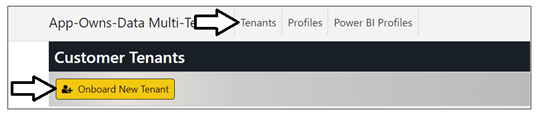 App-Owns-Data Multi-Te Tenants Profiles Power BI Profiles
Customer Tenants
Onboard New Tenant